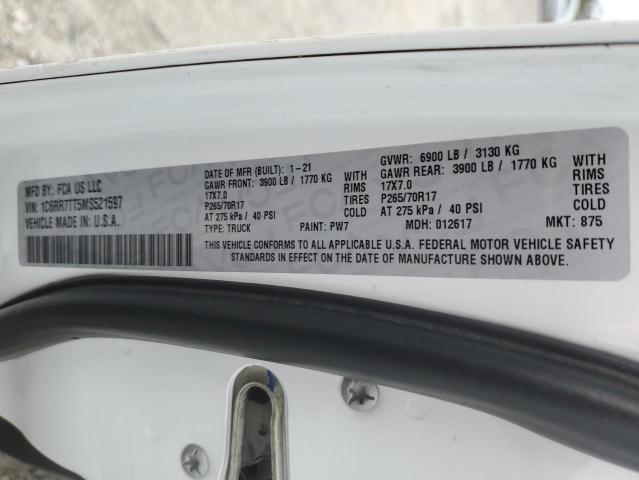 MFD BY: FCA US LLC
VIN: 1C6RR7TT5MS521597
VEHICLE MADE IN U.S.A.
DATE OF MFR (BUILT): 1-21
GAWR FRONT: 3900 LB / 1770 KG WITH
17X7.0 RIMS
P265/70R17 TIRES
AT 275 kPa / 40 PSI COLD
TYPE: TRUCK PAINT: PW7
GVWR: 6900 LB / 3130 KG
GAWR REAR: 3900 LB / 1770 KG WITH
17X7.0 RIMS
P265/70R17 TIRES
AT 275 kPa / 40 PSI COLD
MDH: 012617 MKT: 875
THIS VEHICLE CONFORMS TO ALL APPLICABLE U.S.A. FEDERAL MOTOR VEHICLE SAFETY
STANDARDS IN EFFECT ON THE DATE OF MANUFACTURE SHOWN ABOVE.